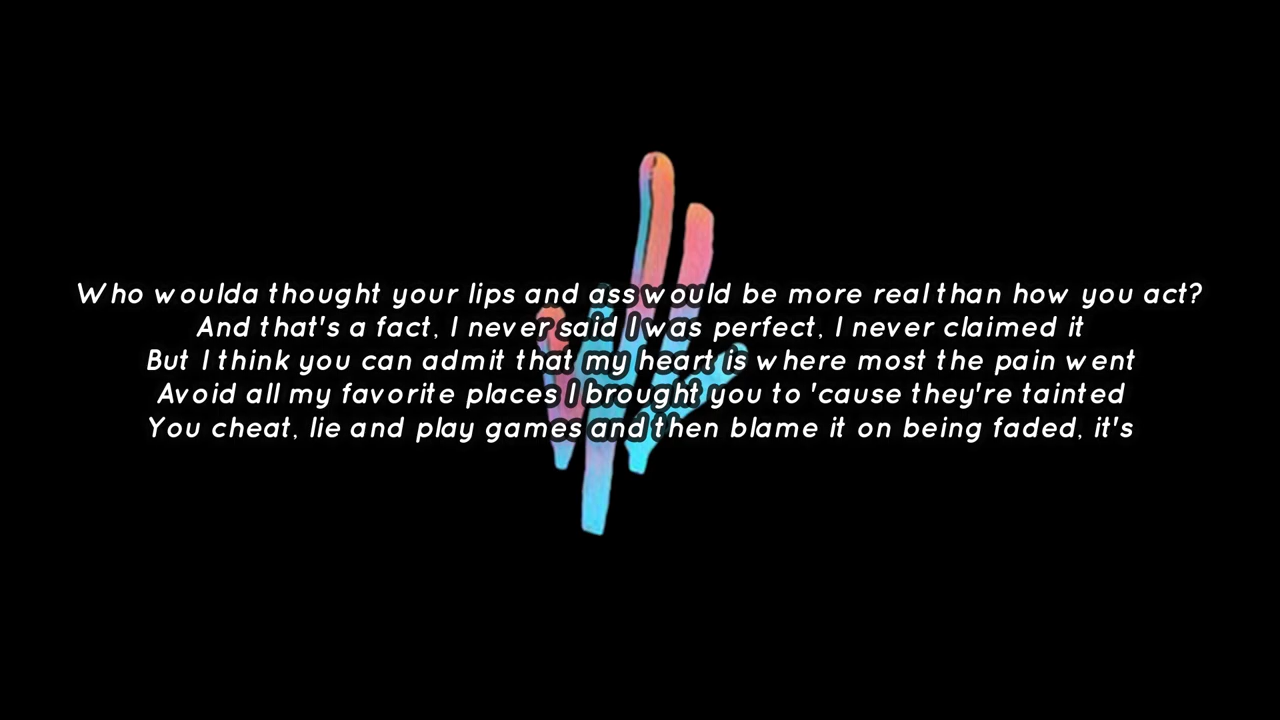 Who woulda thought your lips and ass would be more real than how you act?
And that's a fact, I never said I was perfect, I never claimed it
But I think you can admit that my heart is where most the pain went
Avoid all my favorite places I brought you to 'cause they're tainted
You cheat, lie and play games and then blame it on being faded, it's